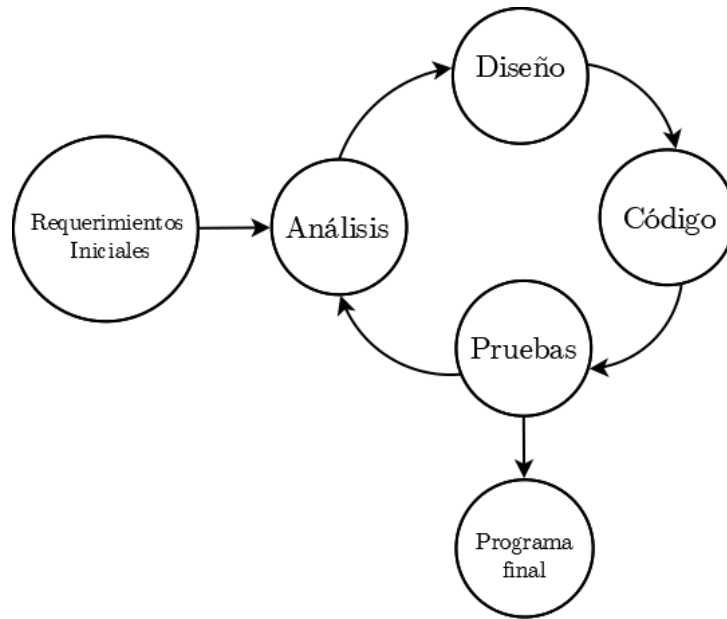 Diseño
Requerimientos
Iniciales
Análisis
Código
Pruebas
Programa
final